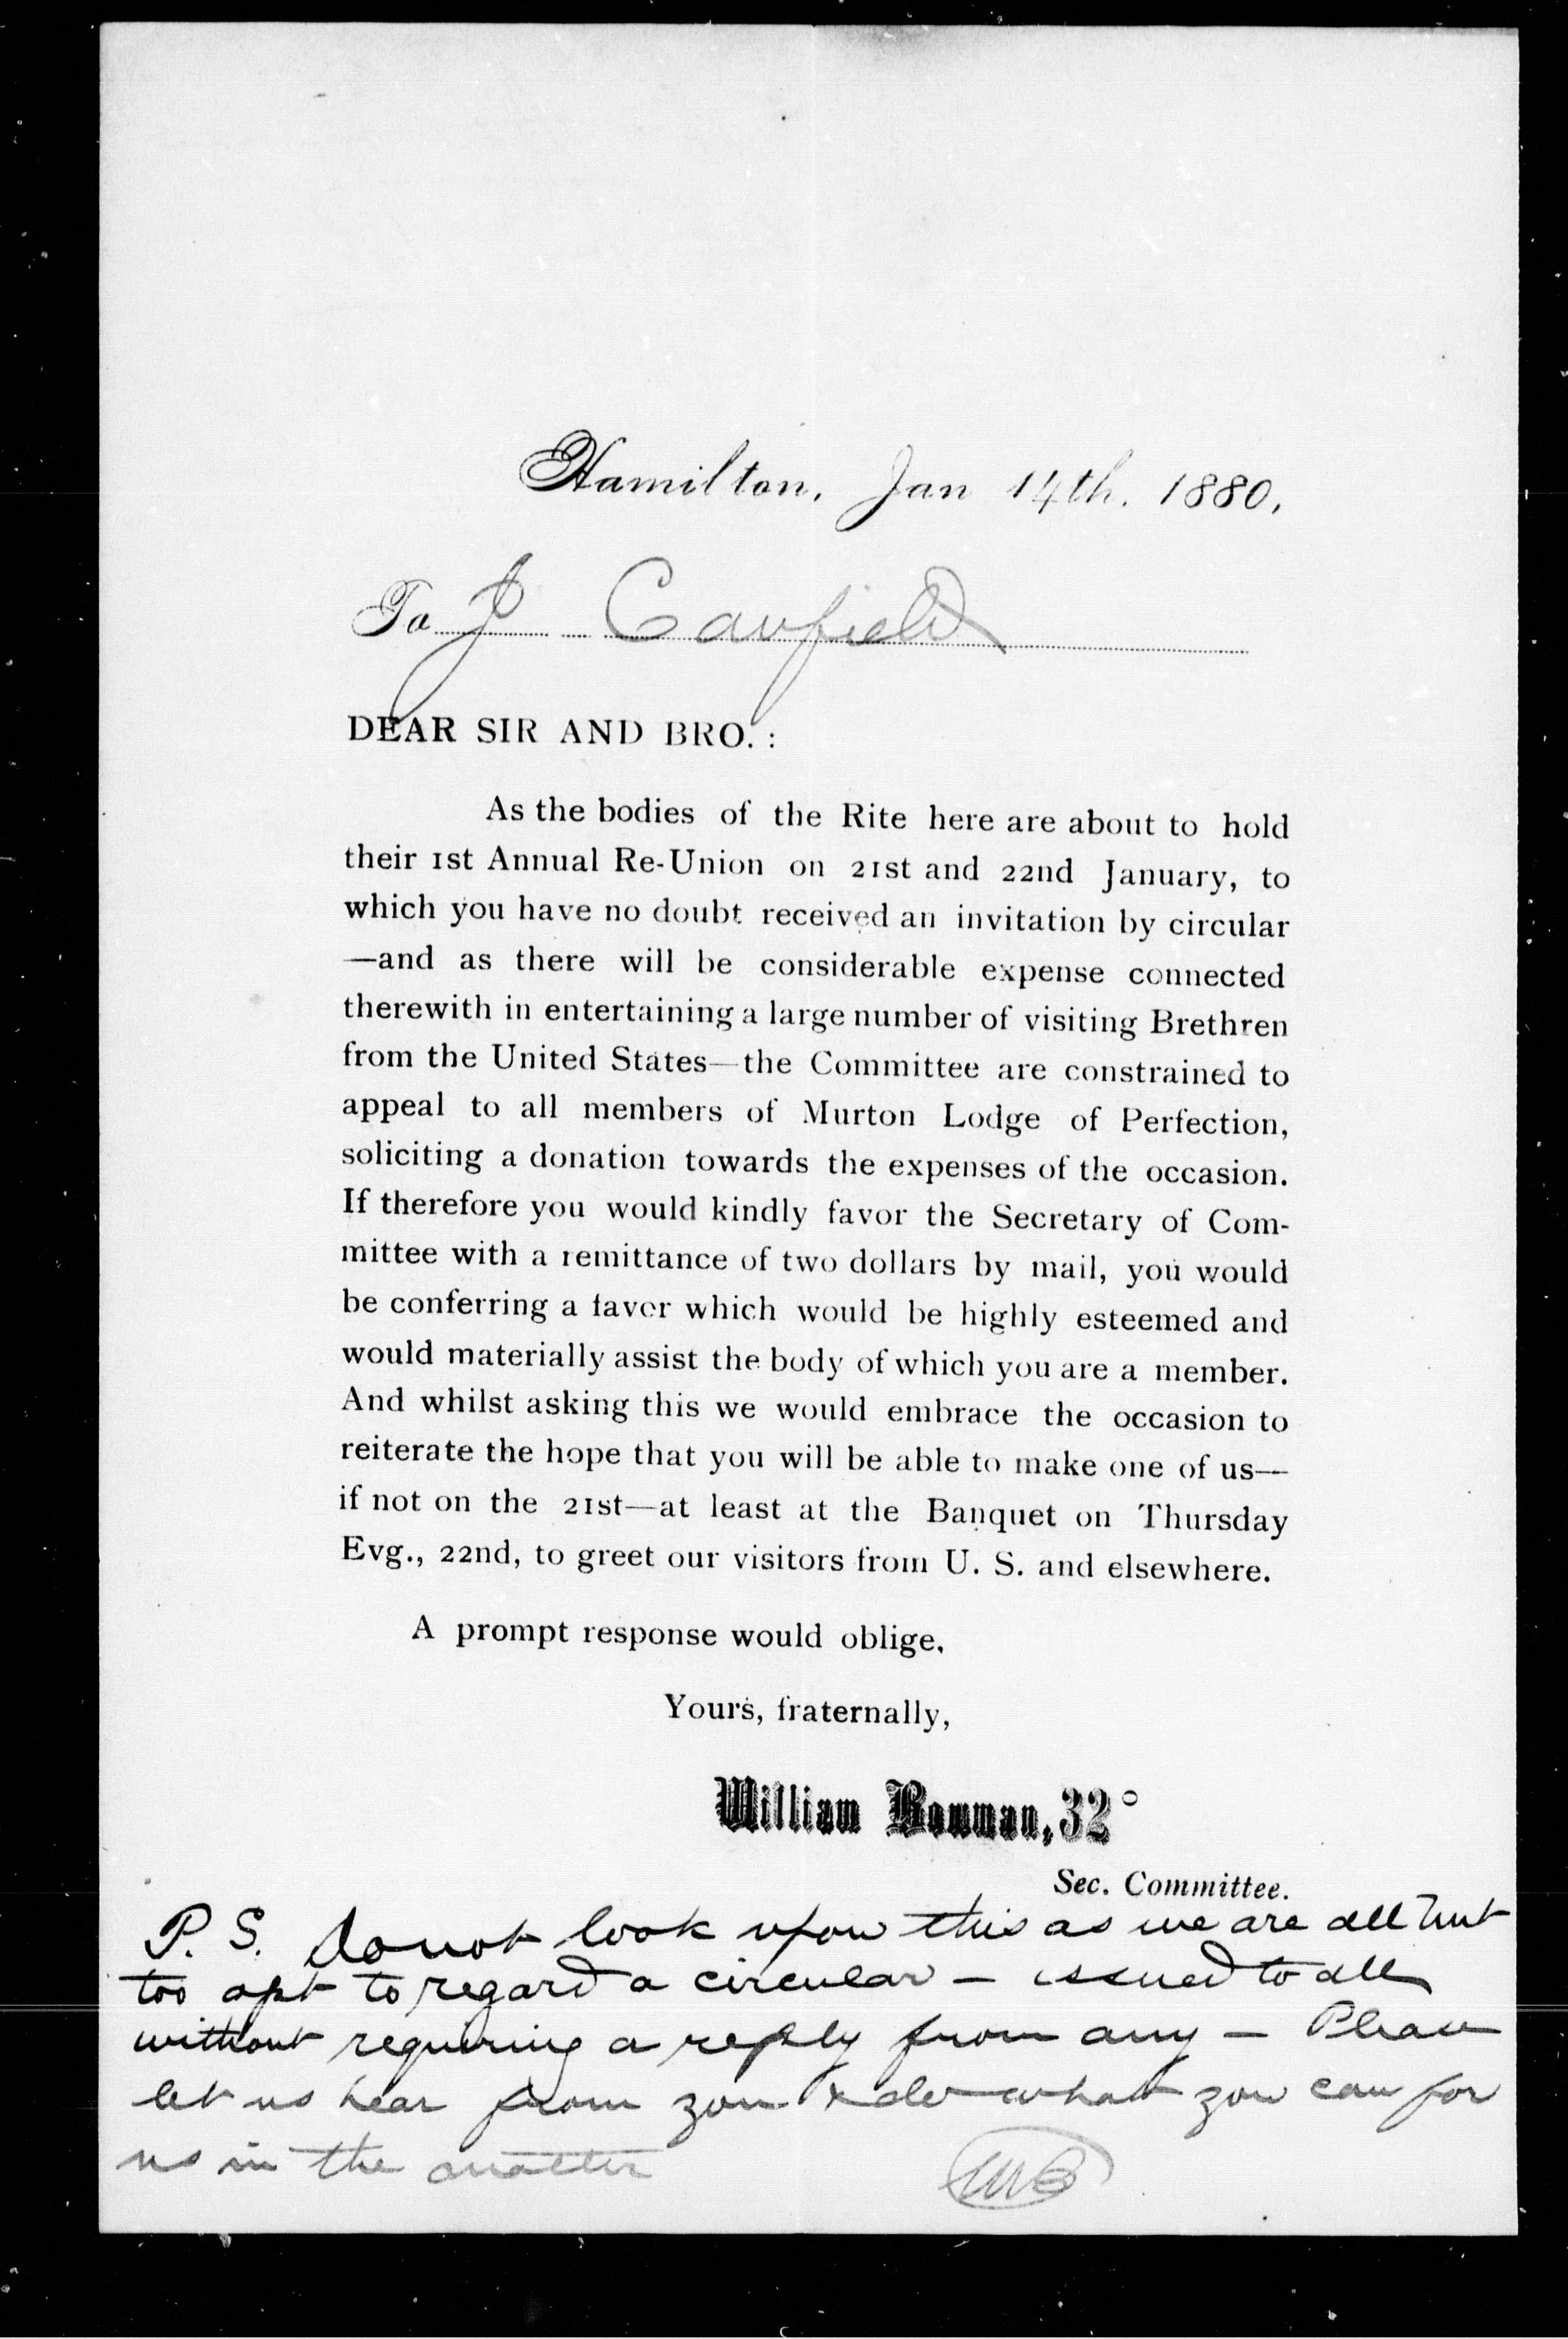 Hamilton, Jan 14th. 1880,
To J Canfield
DEAR SIR AND BRO. :
As the bodies of the Rite here are about to hold
their 1st Annual Re-Union on 21st and 22nd January, to
which you have no doubt received an invitation by circular
—and as there will be considerable expense connected
therewith in entertaining a large number of visiting Brethren
from the United States—the Committee are constrained to
appeal to all members of Murton Lodge of Perfection,
soliciting a donation towards the expenses of the occasion.
If therefore you would kindly favor the Secretary of Com-
mittee with a remittance of two dollars by mail, you would
be conferring a favor which would be highly esteemed and
would materially assist the body of which you are a member.
And whilst asking this we would embrace the occasion to
reiterate the hope that you will be able to make one of us—
if not on the 21st—at least at the Banquet on Thursday
Evg., 22nd, to greet our visitors from U. S. and elsewhere.
A prompt response would oblige,
Yours, fraternally,
William Bowman, 32°
Sec. Committee.
P. S. Do not look upon this as we are all but
too apt to regard a circular — issued to all
without requiring a reply from any — Please
let us hear from you & do what you can for
us in the matter
WB